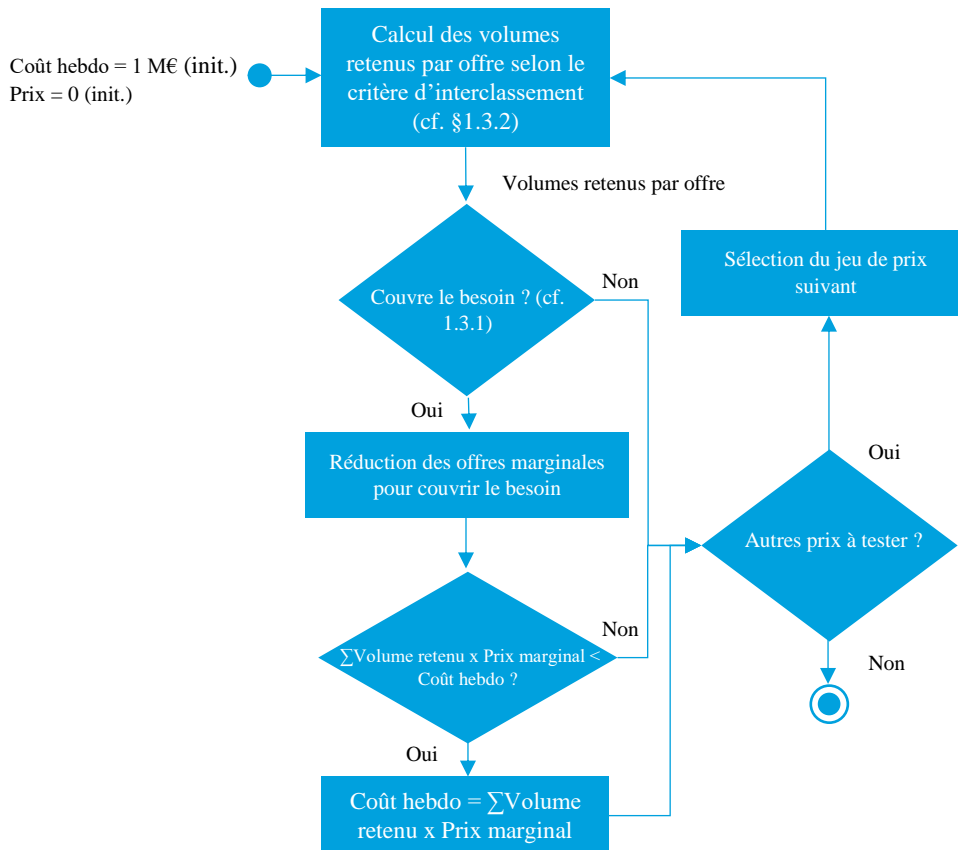 Calcul des volumes
retenus par offre selon le
critère d'interclassement
(cf. §1.3.2)
Coût hebdo = 1 M€ (init.)
Prix = 0 (init.)
Volumes retenus par offre
Couvre le besoin ? (cf.
1.3.1)
Non
Sélection du jeu de prix
suivant
Oui
Réduction des offres marginales
pour couvrir le besoin
Oui
Autres prix à tester ?
Non
∑Volume retenu x Prix marginal <
Coût hebdo ?
Non
Oui
Coût hebdo = ∑Volume
retenu x Prix marginal